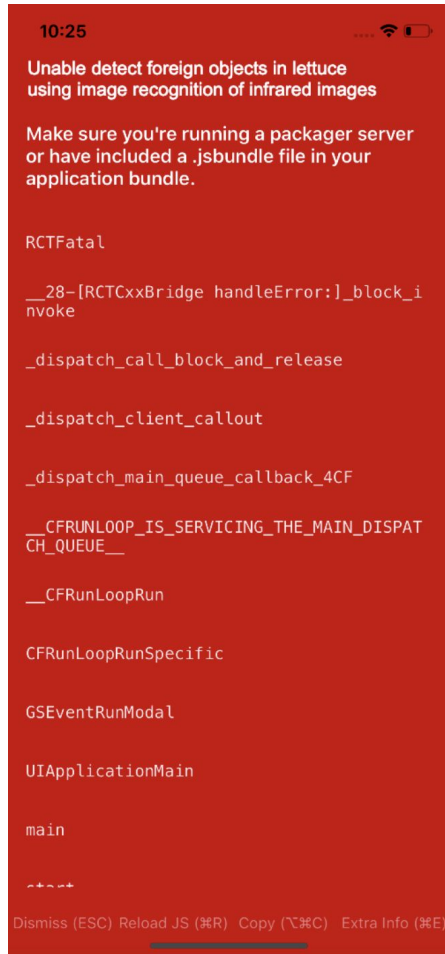 10:25
Unable detect foreign objects in lettuce
using image recognition of infrared images
Make sure you're running a packager server
or have included a .jsbundle file in your
application bundle.
RCTFatal
__28-[RCTCxxBridge handleError:]_block_i
nvoke
_dispatch_call_block_and_release
_dispatch_client_callout
_dispatch_main_queue_callback_4CF
__CFRUNLOOP_IS_SERVICING_THE_MAIN_DISPAT
CH_QUEUE__
__CFRunLoopRun
CFRunLoopRunSpecific
GSEventRunModal
UIApplicationMain
main
start
Dismiss (ESC) Reload JS (⌘R) Copy (⌥⌘C) Extra Info (⌘E)